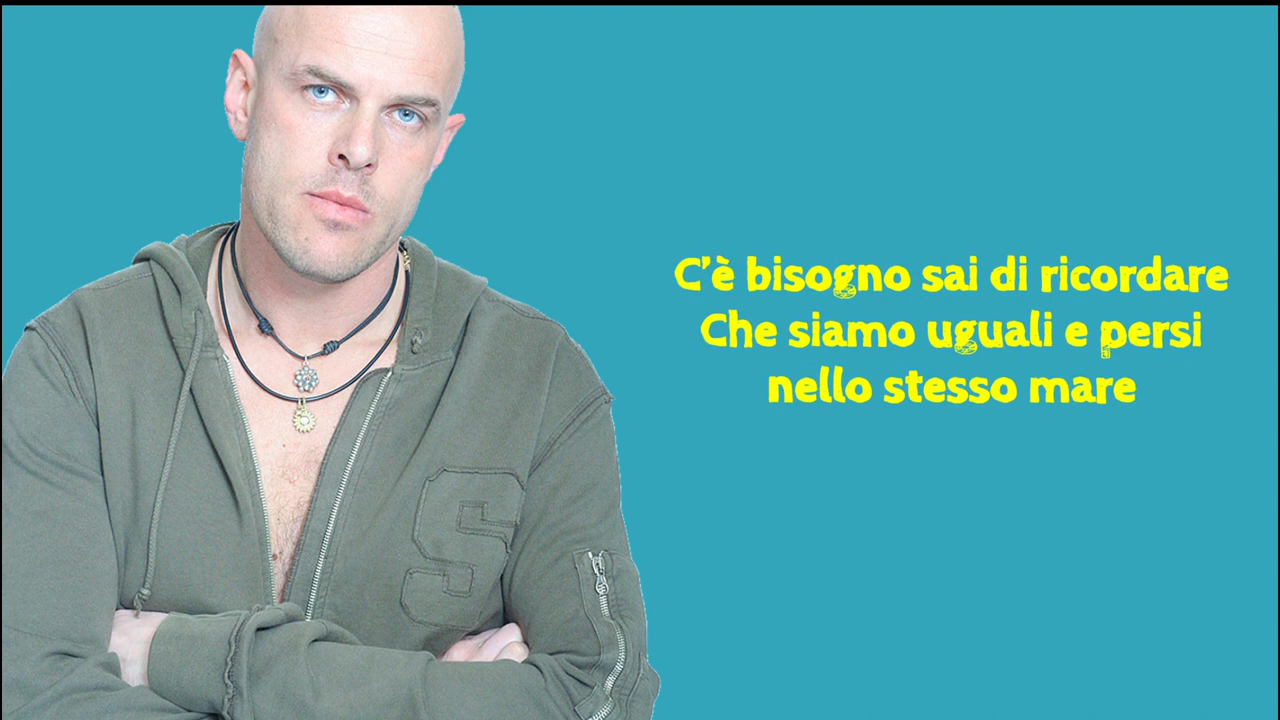 C'è bisogno sai di ricordare
Che siamo uguali e persi
nello stesso mare